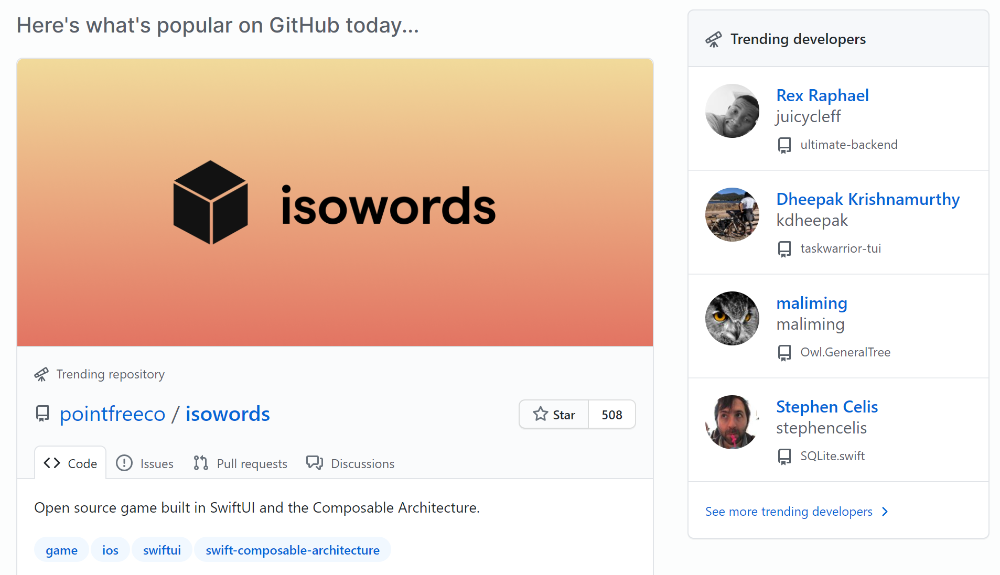 Here's what's popular on GitHub today...
isowords
Trending repository
pointfreeco / isowords
Star 508
Code Issues Pull requests Discussions
Open source game built in SwiftUI and the Composable Architecture.
game ios swiftui swift-composable-architecture
Trending developers
Rex Raphael
juicycleff
ultimate-backend
Dheepak Krishnamurthy
kdheepak
taskwarrior-tui
maliming
maliming
Owl.GeneralTree
Stephen Celis
stephencelis
SQLite.swift
See more trending developers